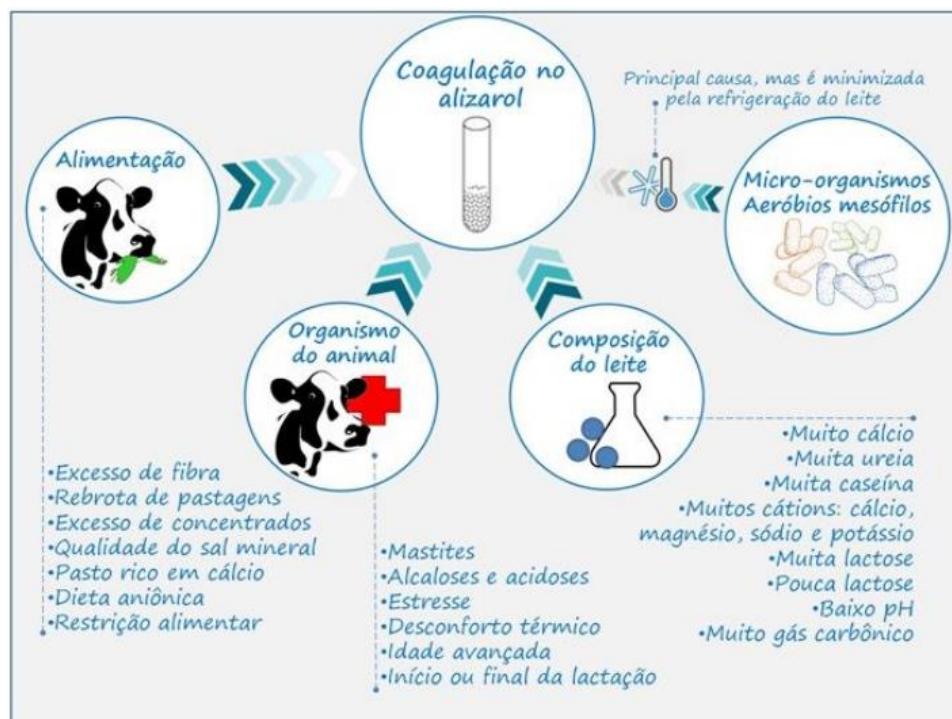 Coagulação no
alizarol
Principal causa, mas é minimizada
pela refrigeração do leite
Alimentação
Micro-organismos
Aeróbios mesófilos
Organismo
do animal
Composição
do leite
•Excesso de fibra
•Rebrota de pastagens
•Excesso de concentrados
•Qualidade do sal mineral
•Pasto rico em cálcio
•Dieta aniônica
•Restrição alimentar
•Mastites
•Alcaloses e acidoses
•Estresse
•Desconforto térmico
•Idade avançada
•Início ou final da lactação
•Muito cálcio
•Muita ureia
•Muita caseína
•Muitos cátions: cálcio,
magnésio, sódio e potássio
•Muita lactose
•Pouca lactose
•Baixo pH
•Muito gás carbônico